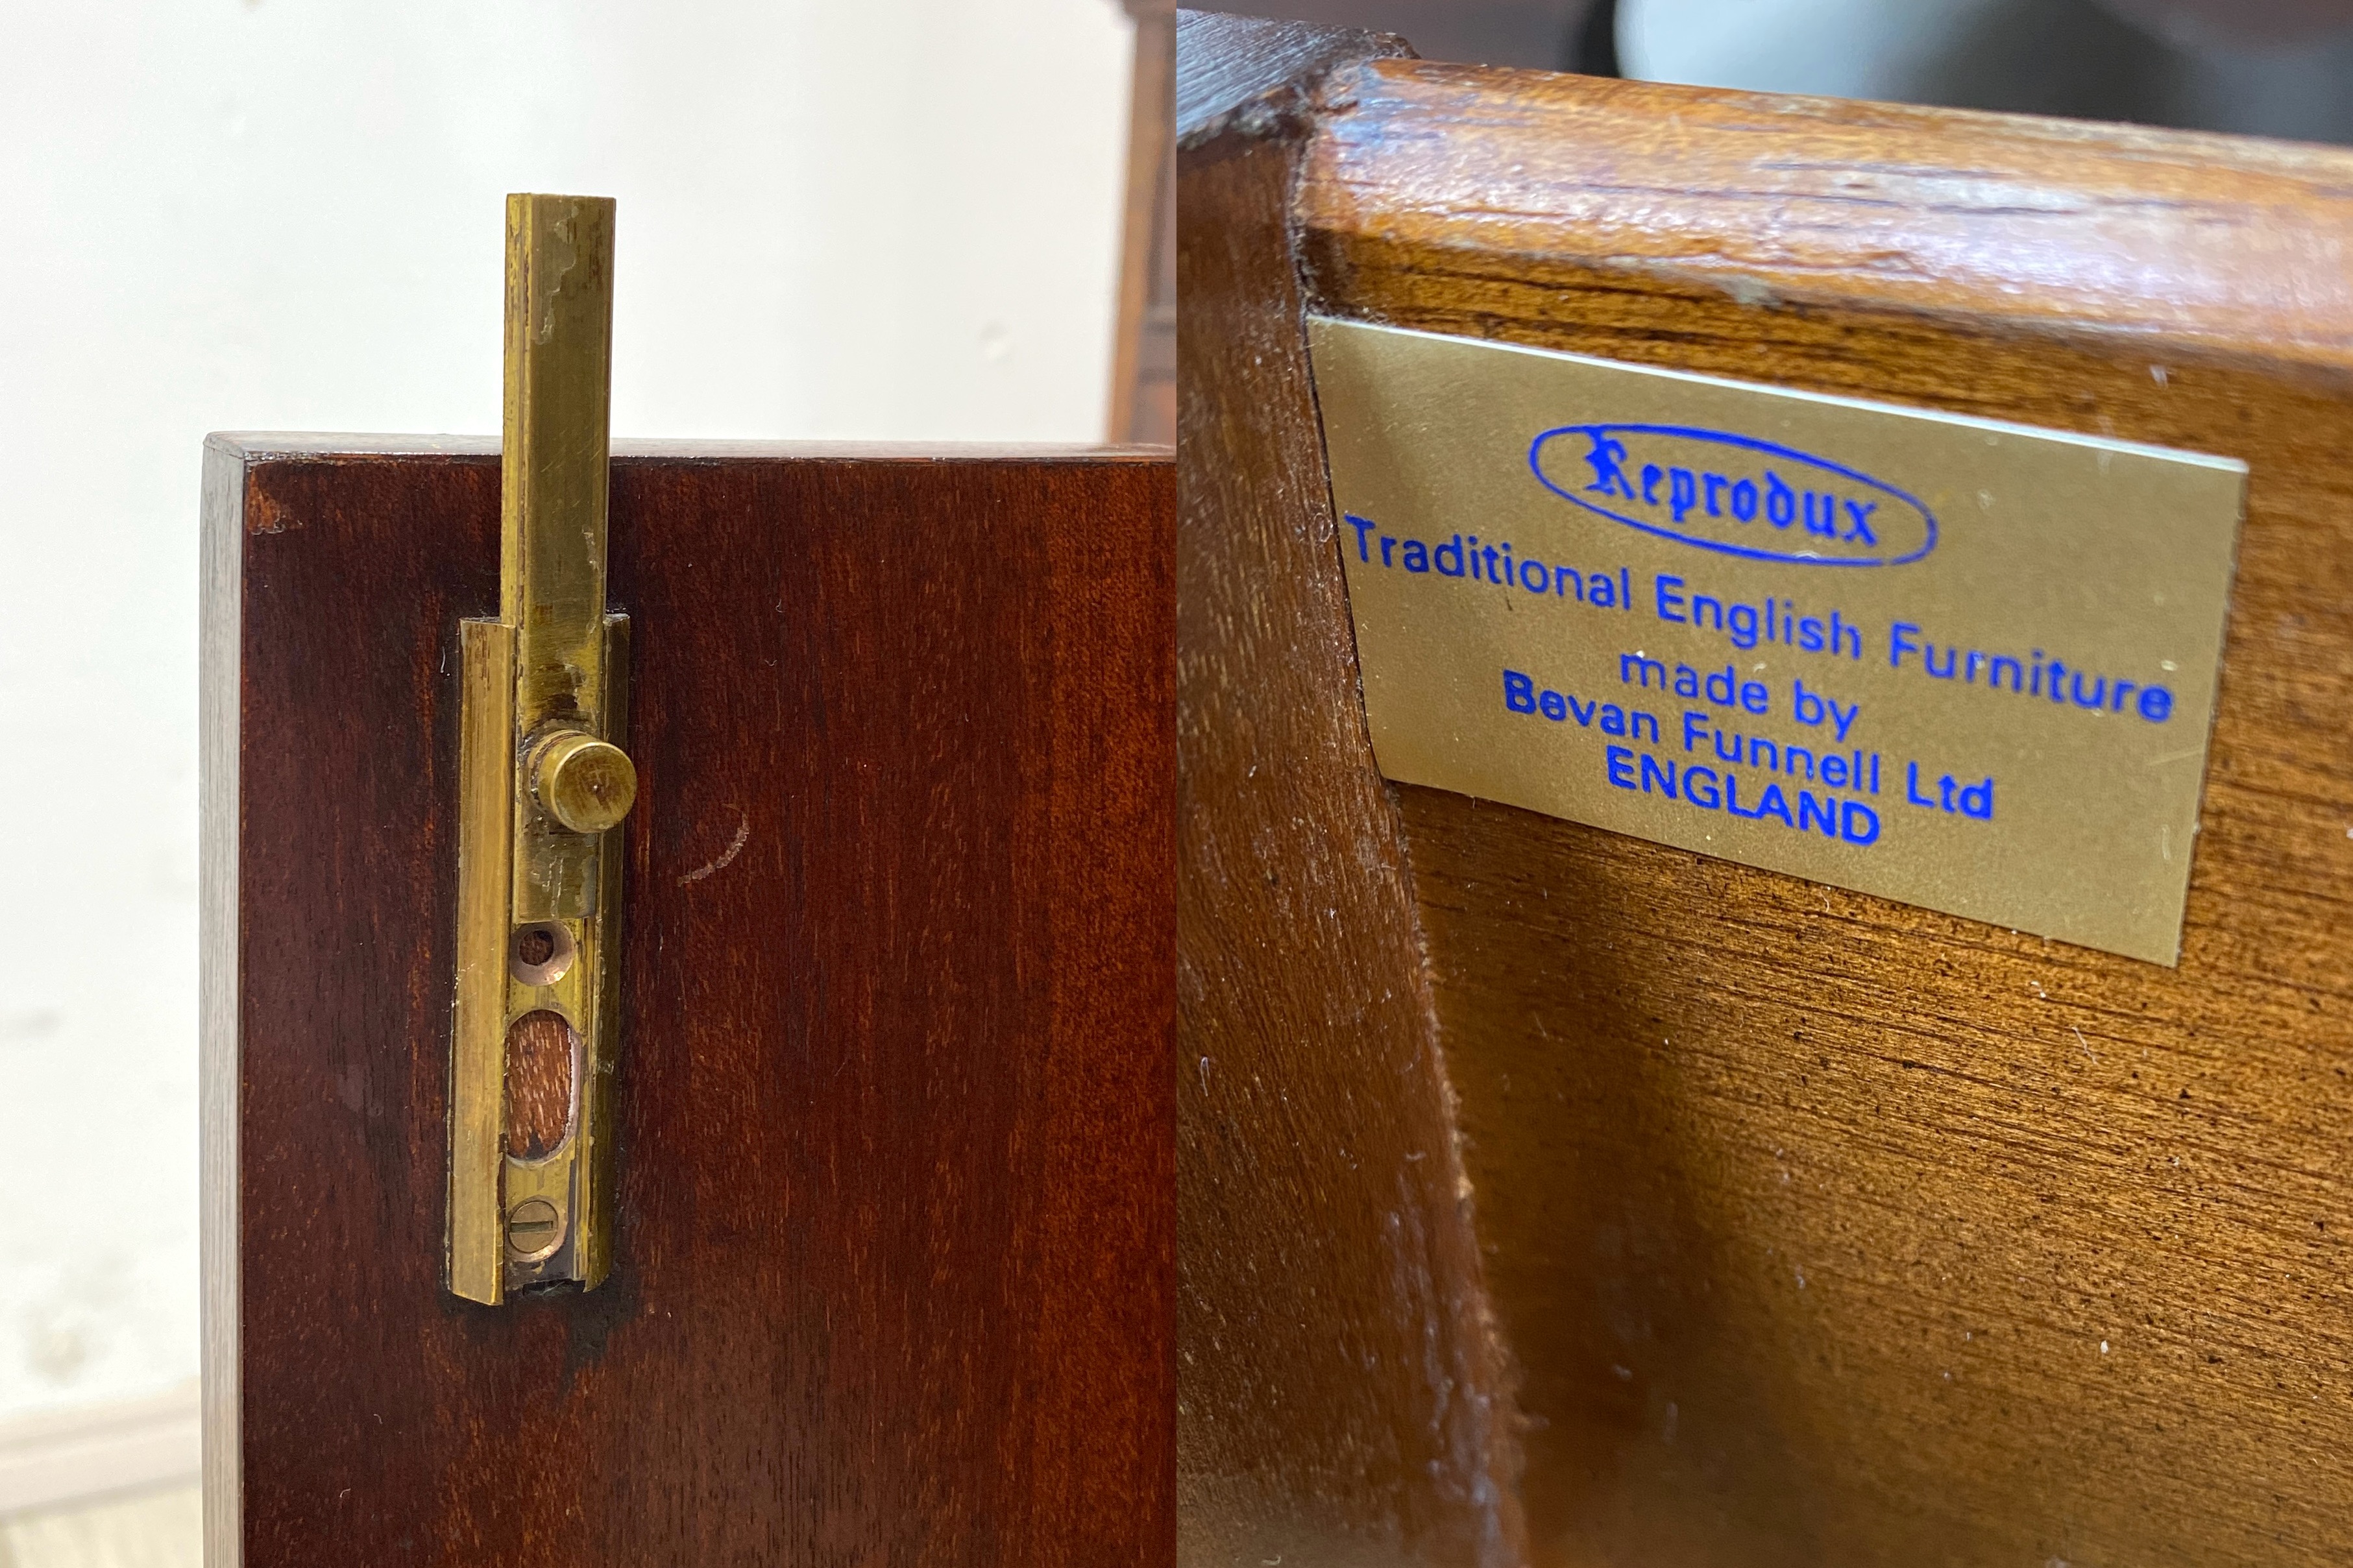 Reprodux
Traditional English Furniture
made by
Bevan Funnell Ltd
ENGLAND